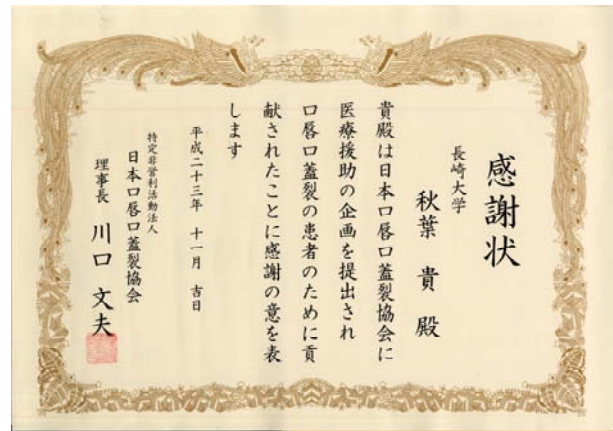 感謝状
長崎大学
秋葉 貴 殿
貴殿は日本口唇口蓋裂協会に
医療援助の企画を提出され
口唇口蓋裂の患者のために貢
献されたことに感謝の意を表
します
平成二十三年 十一月 吉日
特定非営利活動法人
日本口唇口蓋裂協会
理事長 川口 文夫